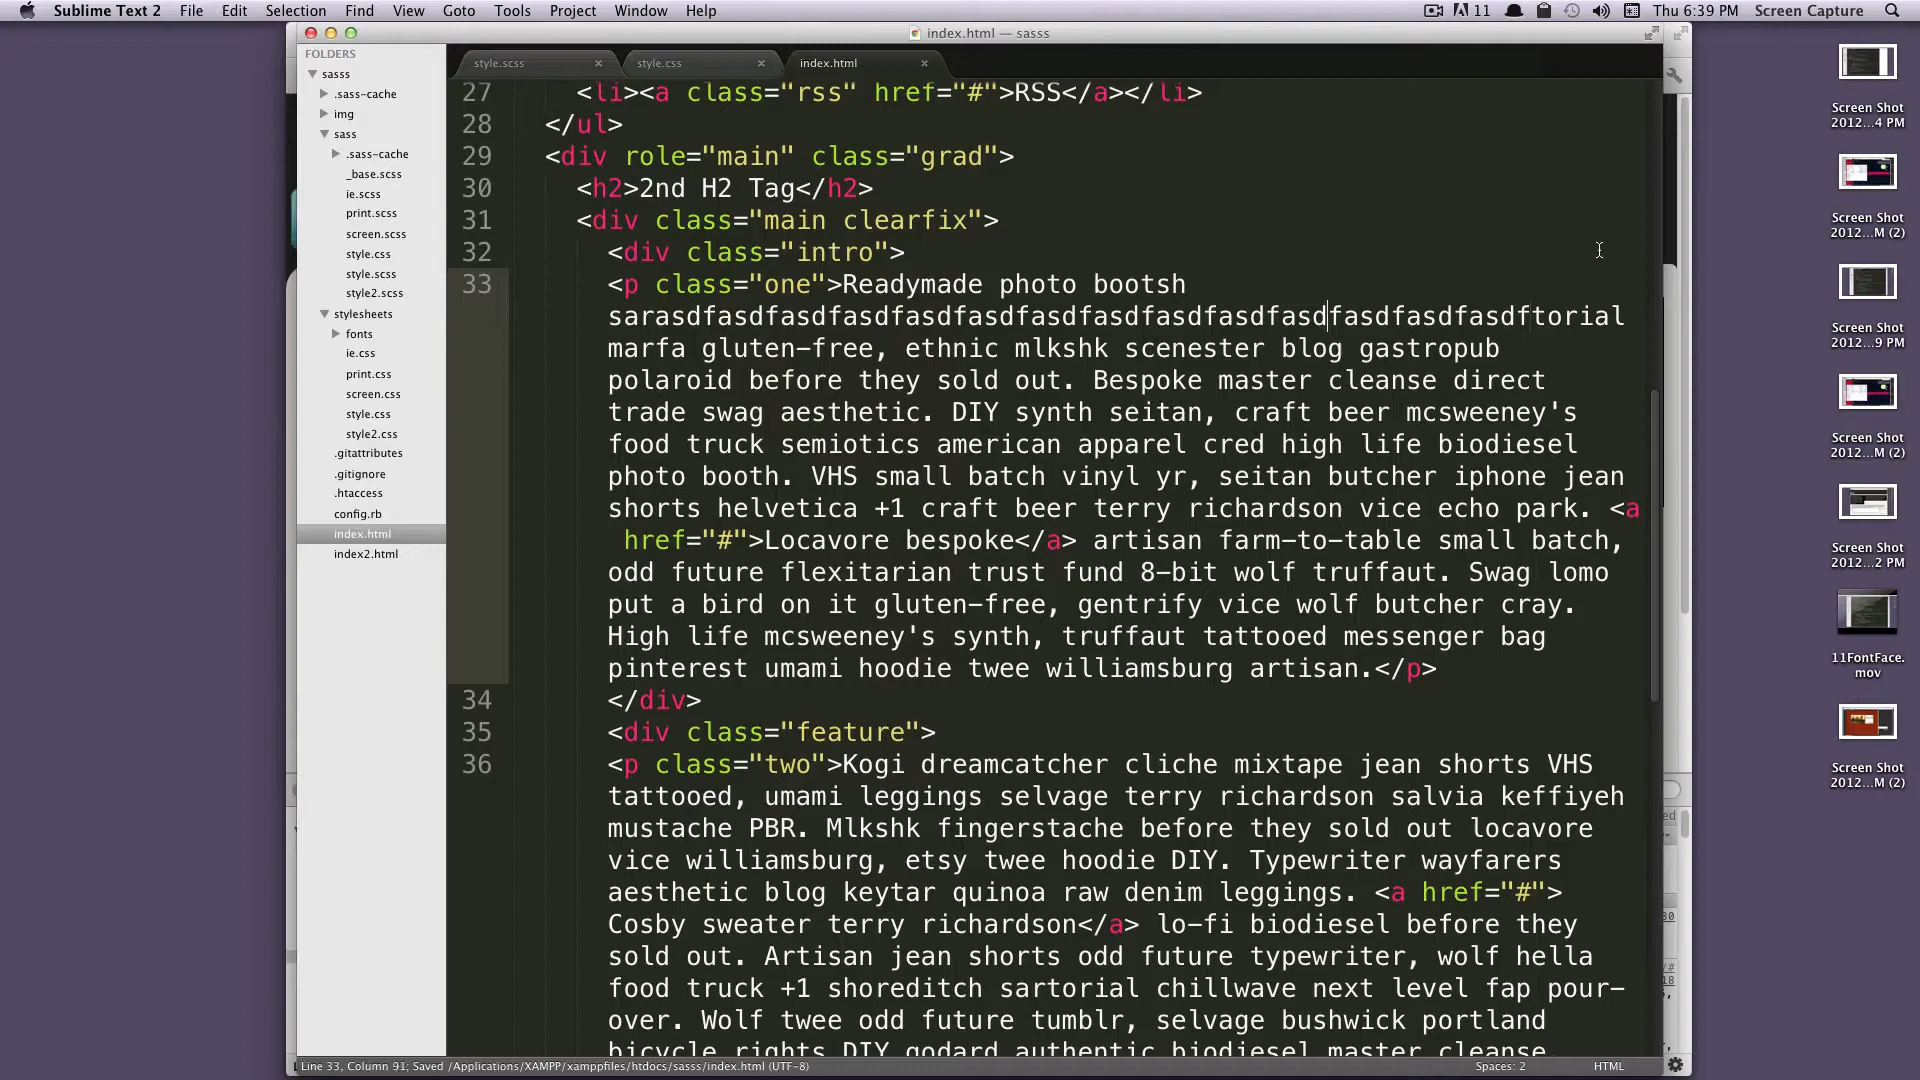 Sublime Text 2 File Edit Selection Find View Goto Tools Project Window Help
11 Thu 6:39 PM Screen Capture
index.html — sasss
FOLDERS
sasss
.sass-cache
img
sass
.sass-cache
_base.scss
ie.scss
print.scss
screen.scss
style.css
style.scss
style2.scss
stylesheets
fonts
ie.css
print.css
screen.css
style.css
style2.css
.gitattributes
.gitignore
.htaccess
config.rb
index.html
index2.html
style.scss style.css index.html
27 <li><a class="rss" href="#">RSS</a></li>
28 </ul>
29 <div role="main" class="grad">
30 <h2>2nd H2 Tag</h2>
31 <div class="main clearfix">
32 <div class="intro">
33 <p class="one">Readymade photo bootsh
sarasdfasdfasdfasdfasdfasdfasdfasdfasdfasdfasdfasdfasdfasdftorial
marfa gluten-free, ethnic mlkshk scenester blog gastropub
polaroid before they sold out. Bespoke master cleanse direct
trade swag aesthetic. DIY synth seitan, craft beer mcsweeney's
food truck semiotics american apparel cred high life biodiesel
photo booth. VHS small batch vinyl yr, seitan butcher iphone jean
shorts helvetica +1 craft beer terry richardson vice echo park. <a
href="#">Locavore bespoke</a> artisan farm-to-table small batch,
odd future flexitarian trust fund 8-bit wolf truffaut. Swag lomo
put a bird on it gluten-free, gentrify vice wolf butcher cray.
High life mcsweeney's synth, truffaut tattooed messenger bag
pinterest umami hoodie twee williamsburg artisan.</p>
34 </div>
35 <div class="feature">
36 <p class="two">Kogi dreamcatcher cliche mixtape jean shorts VHS
tattooed, umami leggings selvage terry richardson salvia keffiyeh
mustache PBR. Mlkshk fingerstache before they sold out locavore
vice williamsburg, etsy twee hoodie DIY. Typewriter wayfarers
aesthetic blog keytar quinoa raw denim leggings. <a href="#">
Cosby sweater terry richardson</a> lo-fi biodiesel before they
sold out. Artisan jean shorts odd future typewriter, wolf hella
food truck +1 shoreditch sartorial chillwave next level fap pour-
over. Wolf twee odd future tumblr, selvage bushwick portland
bicycle rights DIY godard authentic biodiesel master cleanse
Line 33, Column 91; Saved /Applications/XAMPP/xamppfiles/htdocs/sasss/index.html (UTF-8) Spaces: 2 HTML
Screen Shot
2012...4 PM
Screen Shot
2012...M (2)
Screen Shot
2012...9 PM
Screen Shot
2012...M (2)
Screen Shot
2012...2 PM
11FontFace.
mov
Screen Shot
2012...M (2)